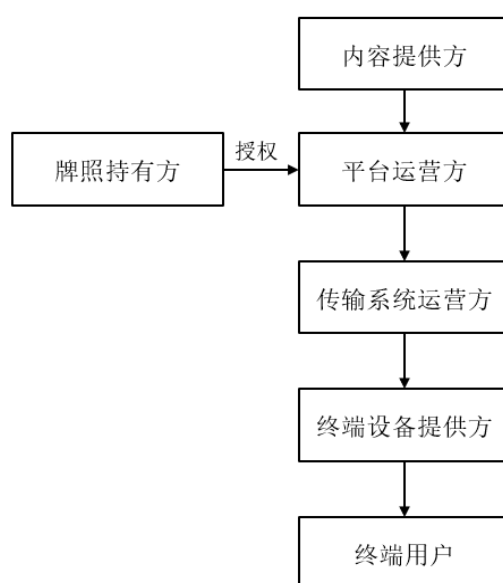 内容提供方
牌照持有方
授权
平台运营方
传输系统运营方
终端设备提供方
终端用户